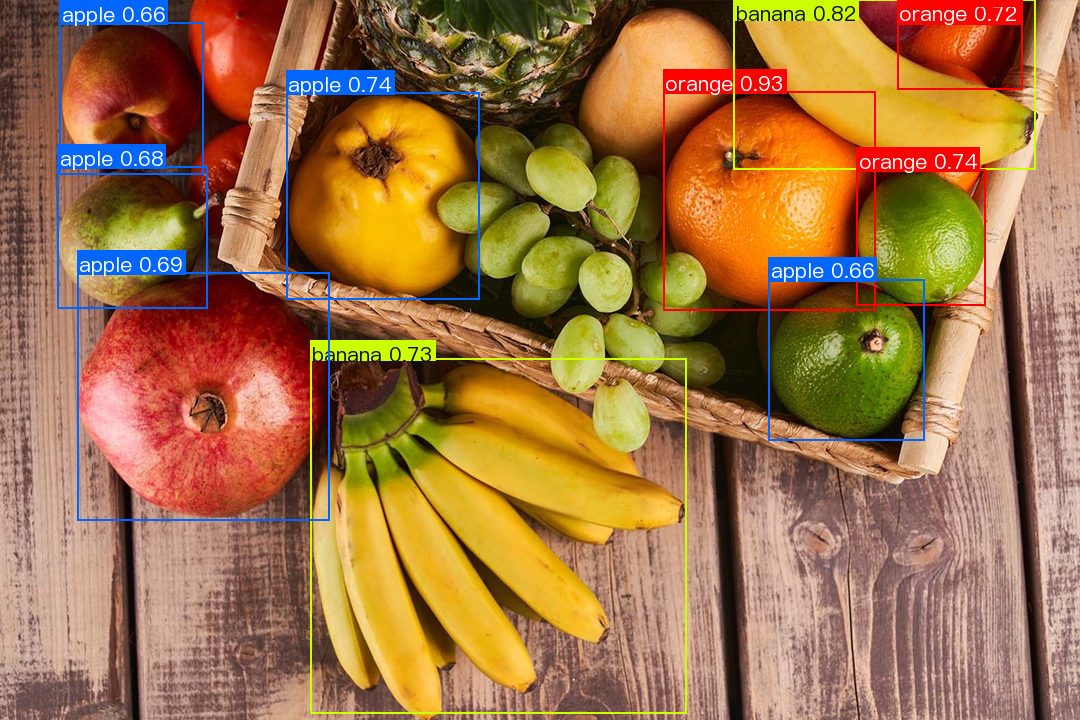 apple 0.66
banana 0.82
orange 0.72
apple 0.74
orange 0.93
apple 0.68
orange 0.74
apple 0.69
apple 0.66
banana 0.73